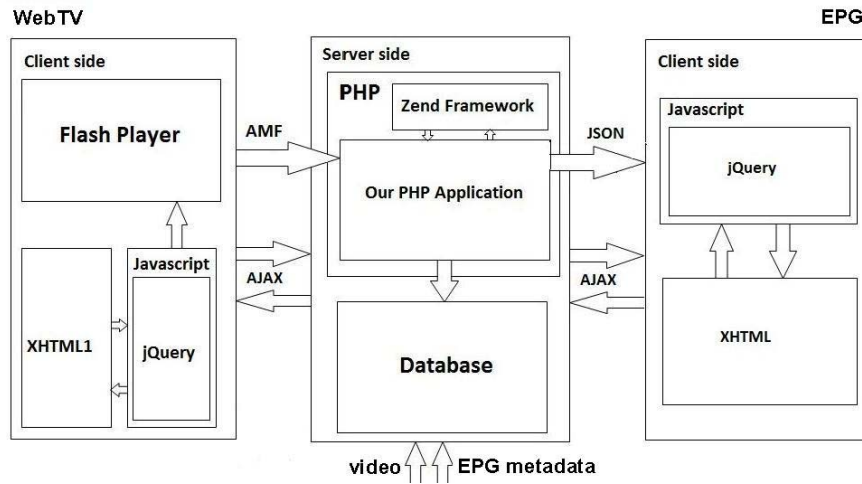 WebTV
EPG
Client side
Flash Player
XHTML1
Javascript
jQuery
AMF
AJAX
Server side
PHP
Zend Framework
Our PHP Application
Database
JSON
AJAX
Client side
Javascript
jQuery
XHTML
video
EPG metadata